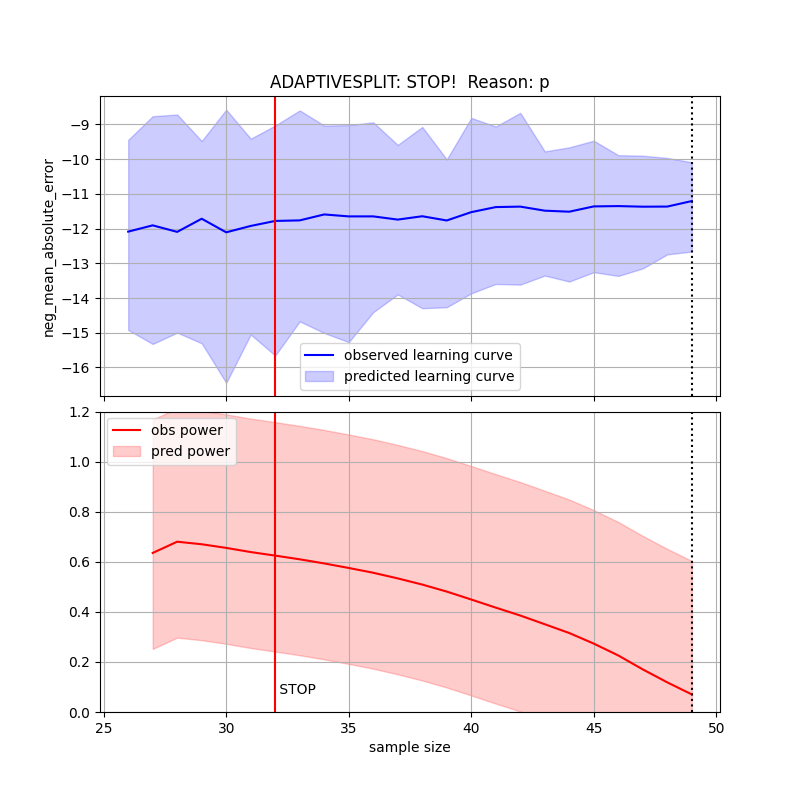 ADAPTIVESPLIT: STOP!  Reason: p
neg_mean_absolute_error
−9
−10
−11
−12
−13
−14
−15
−16
observed learning curve
predicted learning curve
1.2
1.0
0.8
0.6
0.4
0.2
0.0
obs power
pred power
STOP
25 30 35 40 45 50
sample size